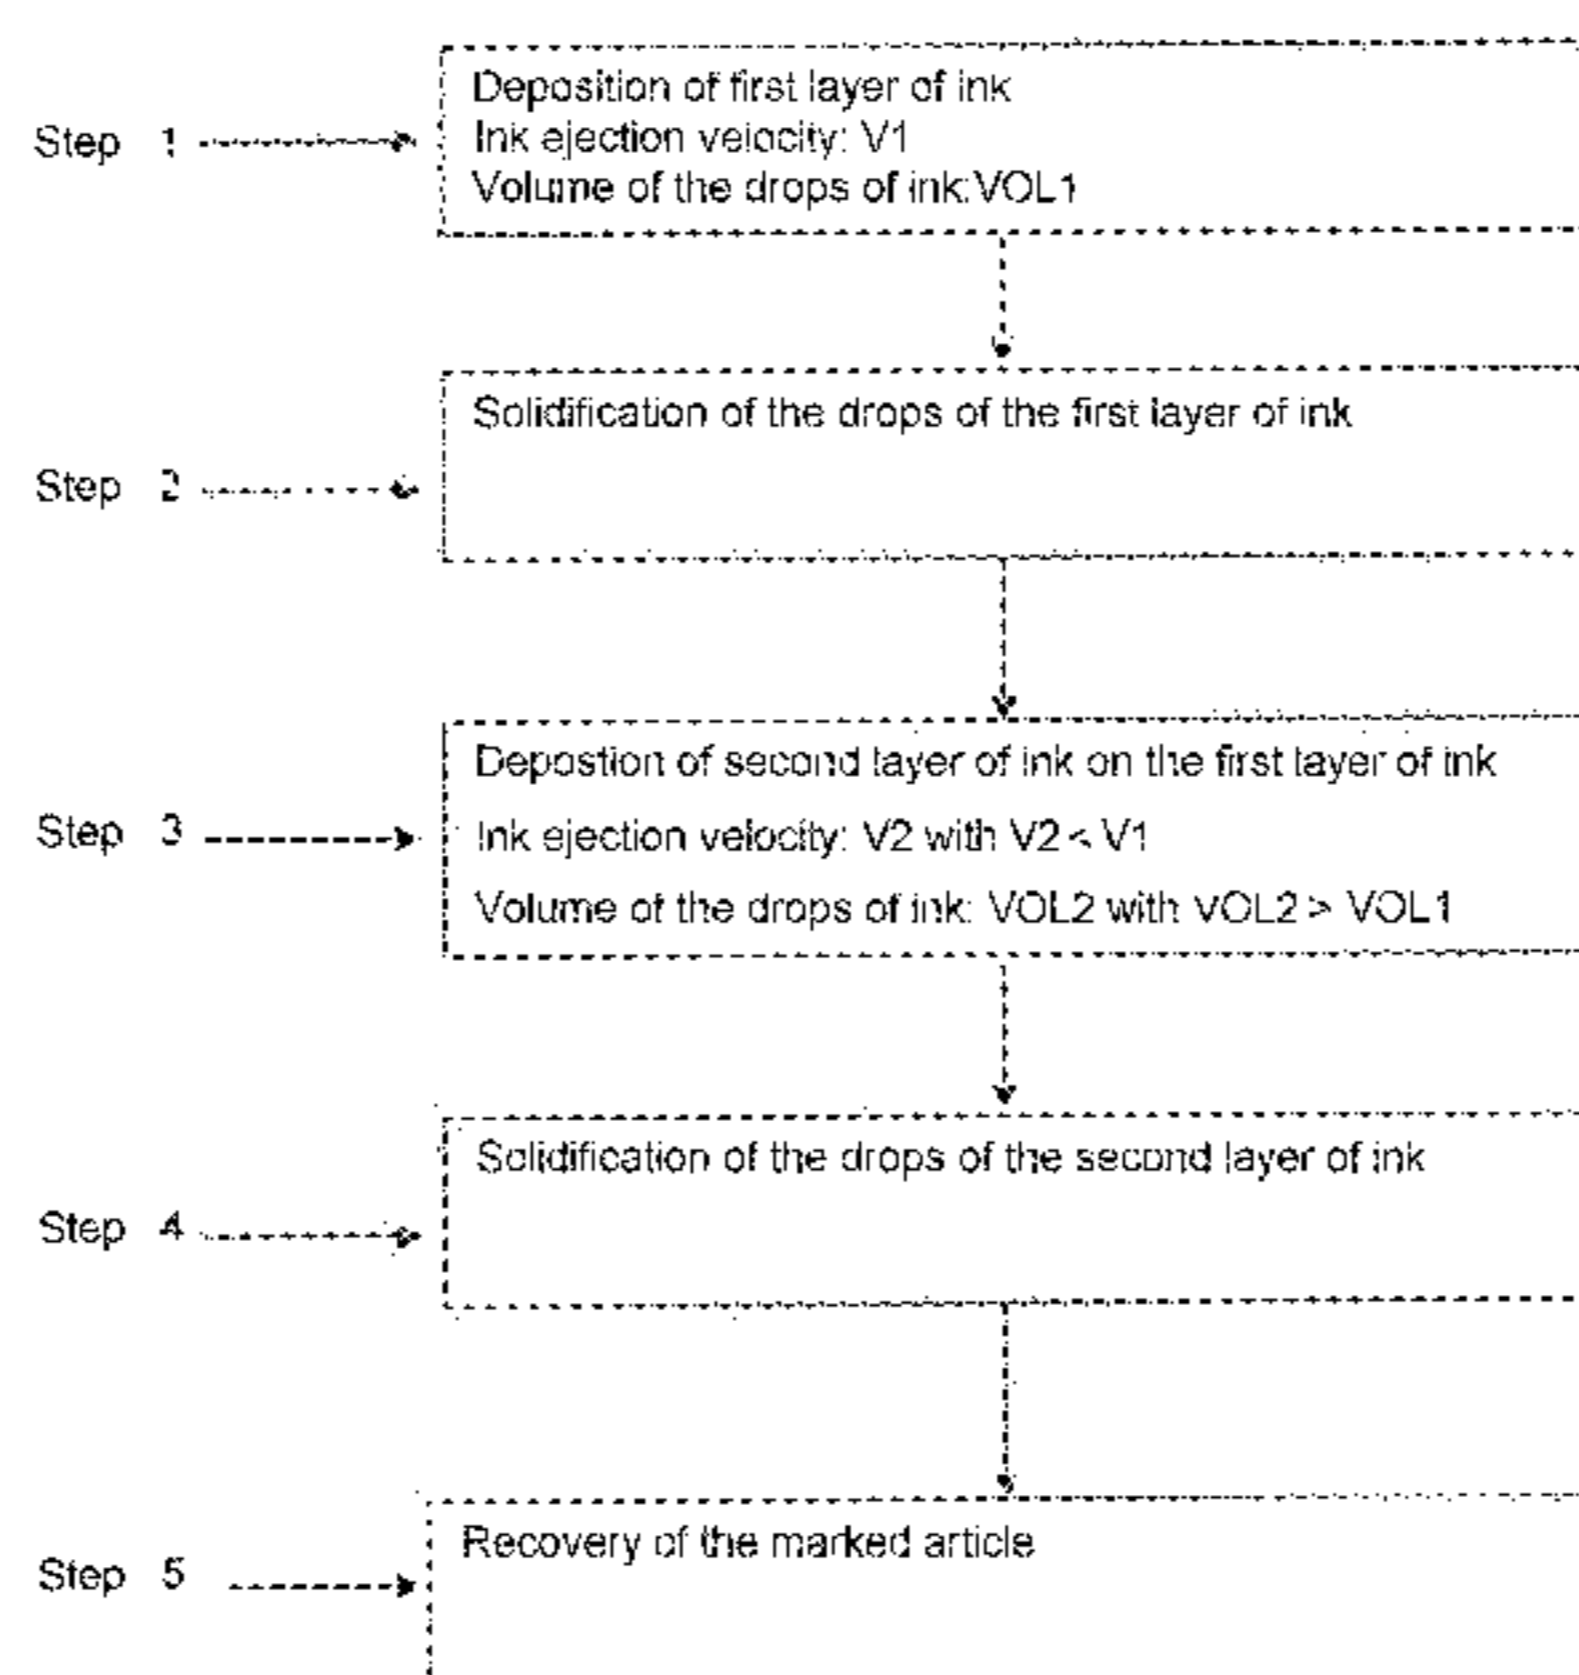 Deposition of first layer of ink
Step 1
Ink ejection velocity: V1
Volume of the drops of ink:VOL1
Solidification of the drops of the first layer of ink
Step 2
Depostion of second layer of ink on the first layer of ink
Step 3
Ink ejection velocity: V2 with V2 < V1
Volume of the drops of ink: VOL2 with VOL2 > VOL1
Solidification of the drops of the second layer of ink
Step 4
Recovery of the marked article
Step 5